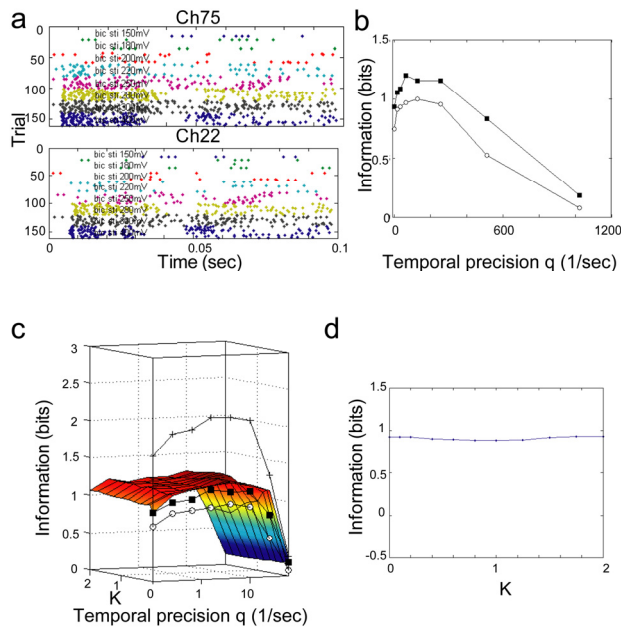 a
Ch75
0
50
100
150
bic sti 150mV
bic sti 180mV
bic sti 200mV
bic sti 220mV
bic sti
Trial
Ch22
0
50
100
150
bic sti 150mV
bic sti 180mV
bic sti 200mV
bic sti 220mV
bic sti
0
0.05
0.1
Time (sec)
b
1.5
1
0.5
0
Information (bits)
0
600
1200
Temporal precision q (1/sec)
c
3
2.5
2
1.5
1
0.5
0
Information (bits)
2
1
0
K
0
1
10
Temporal precision q (1/sec)
d
1.5
1
0.5
0
-0.5
Information (bits)
0
1
2
K